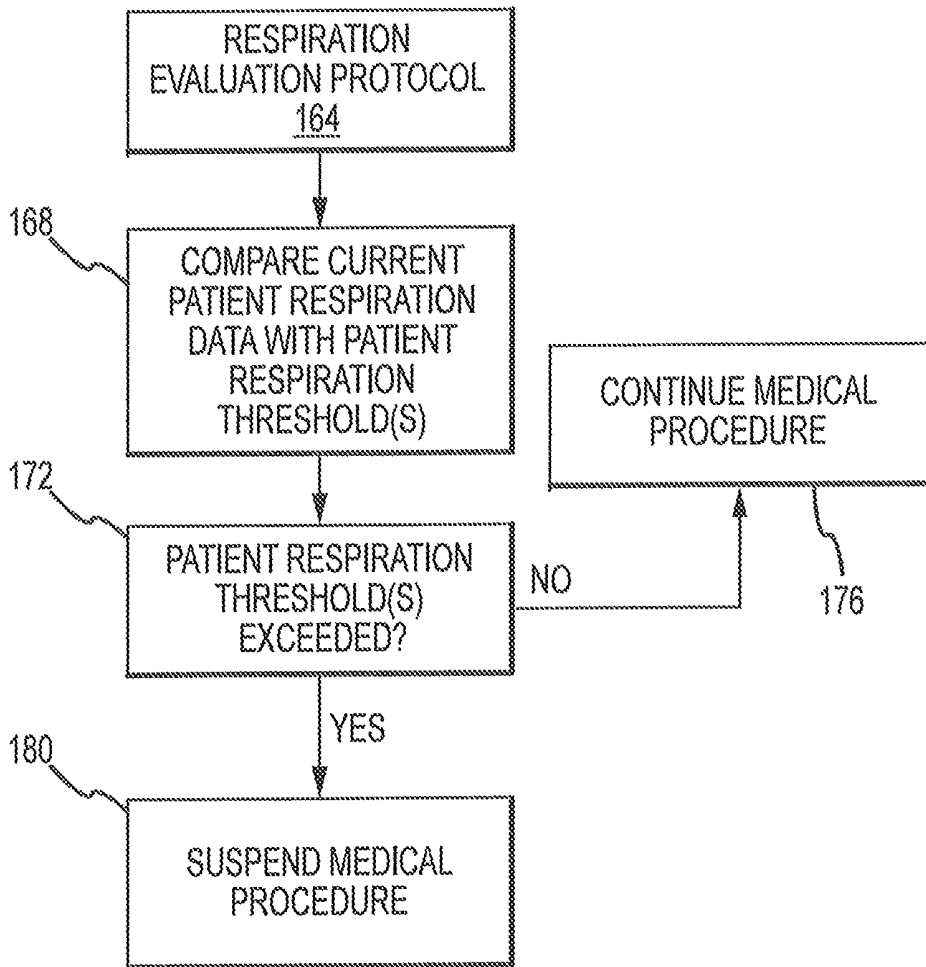 RESPIRATION
EVALUATION PROTOCOL
164
168
COMPARE CURRENT
PATIENT RESPIRATION
DATA WITH PATIENT
RESPIRATION
THRESHOLD(S)
CONTINUE MEDICAL
PROCEDURE
176
172
PATIENT RESPIRATION
THRESHOLD(S)
EXCEEDED?
NO
YES
180
SUSPEND MEDICAL
PROCEDURE